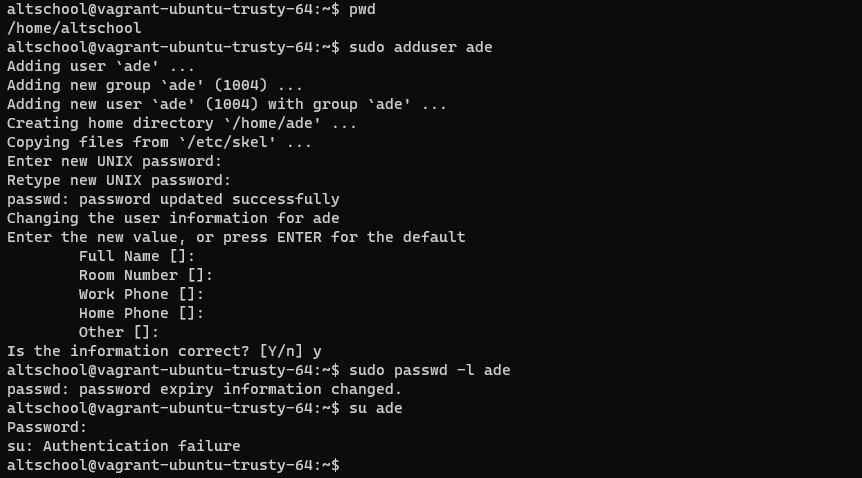 altschool@vagrant-ubuntu-trusty-64:~$ pwd
/home/altschool
altschool@vagrant-ubuntu-trusty-64:~$ sudo adduser ade
Adding user `ade' ...
Adding new group `ade' (1004) ...
Adding new user `ade' (1004) with group `ade' ...
Creating home directory `/home/ade' ...
Copying files from `/etc/skel' ...
Enter new UNIX password:
Retype new UNIX password:
passwd: password updated successfully
Changing the user information for ade
Enter the new value, or press ENTER for the default
        Full Name []:
        Room Number []:
        Work Phone []:
        Home Phone []:
        Other []:
Is the information correct? [Y/n] y
altschool@vagrant-ubuntu-trusty-64:~$ sudo passwd -l ade
passwd: password expiry information changed.
altschool@vagrant-ubuntu-trusty-64:~$ su ade
Password:
su: Authentication failure
altschool@vagrant-ubuntu-trusty-64:~$